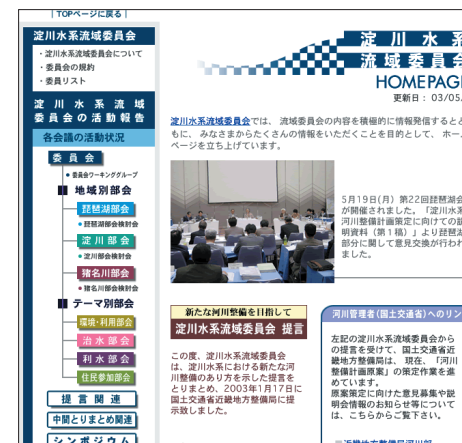 ｜TOPページに戻る｜
淀川水系流域委員会
・淀川水系流域委員会について
・委員会の規約
・委員リスト
淀川水系流域
委員会の活動報告
各会議の活動状況
委員会
● 委員会ワーキンググループ
地域別部会
琵琶湖部会
● 琵琶湖部会検討会
淀川部会
● 淀川部会検討会
猪名川部会
● 猪名川部会検討会
テーマ別部会
環境・利用部会
治水部会
利水部会
住民参加部会
提言関連
中間とりまとめ関連
シンポジウム
淀川水系
流域委員会
HOMEPAG
更新日： 03/05.
淀川水系流域委員会では、 流域委員会の内容を積極的に情報発信すると
もに、 みなさまからたくさんの情報をいただくことを目的として、 ホーム
ページを立ち上げています。
5月19日(月) 第22回琵琶湖
が開催されました。「淀川水
河川整備計画策定に向けての
明資料（第１稿）」より琵琶
部分に関して意見交換が行われ
ました。
新たな河川整備を目指して
淀川水系流域委員会 提言
この度、淀川水系流域委員会
は、淀川水系における新たな河
川整備のあり方を示した提言を
とりまとめ、2003年1月17日に
国土交通省近畿地方整備局に提
示致しました。
河川管理者(国土交通省)へのリン
左記の淀川水系流域委員会から
の提言を受けて、国土交通省近
畿地方整備局は、 現在、「河川
整備計画原案」の策定作業を進
めています。
原案策定に向けた意見募集や説
明会情報のお知らせ等について
は、こちらからご覧下さい。